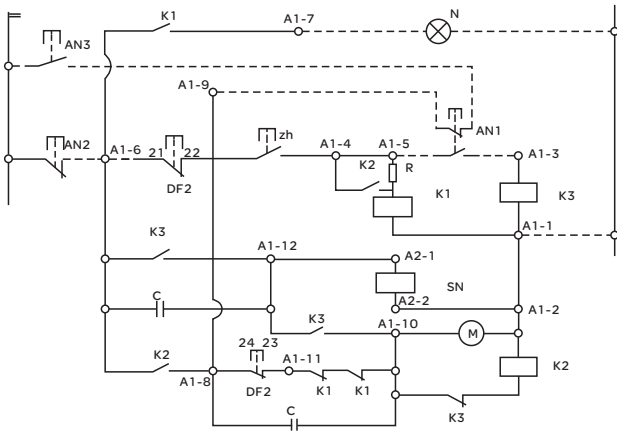 K1
A1-7
N
AN3
A1-9
AN1
AN2
A1-6
21
22
DF2
zh
A1-4
A1-5
K2
R
K1
A1-3
K3
A1-1
K3
A1-12
A2-1
SN
A2-2
C
K3
A1-10
M
A1-2
K2
A1-8
24
23
DF2
A1-11
K1
K1
K2
K3
C